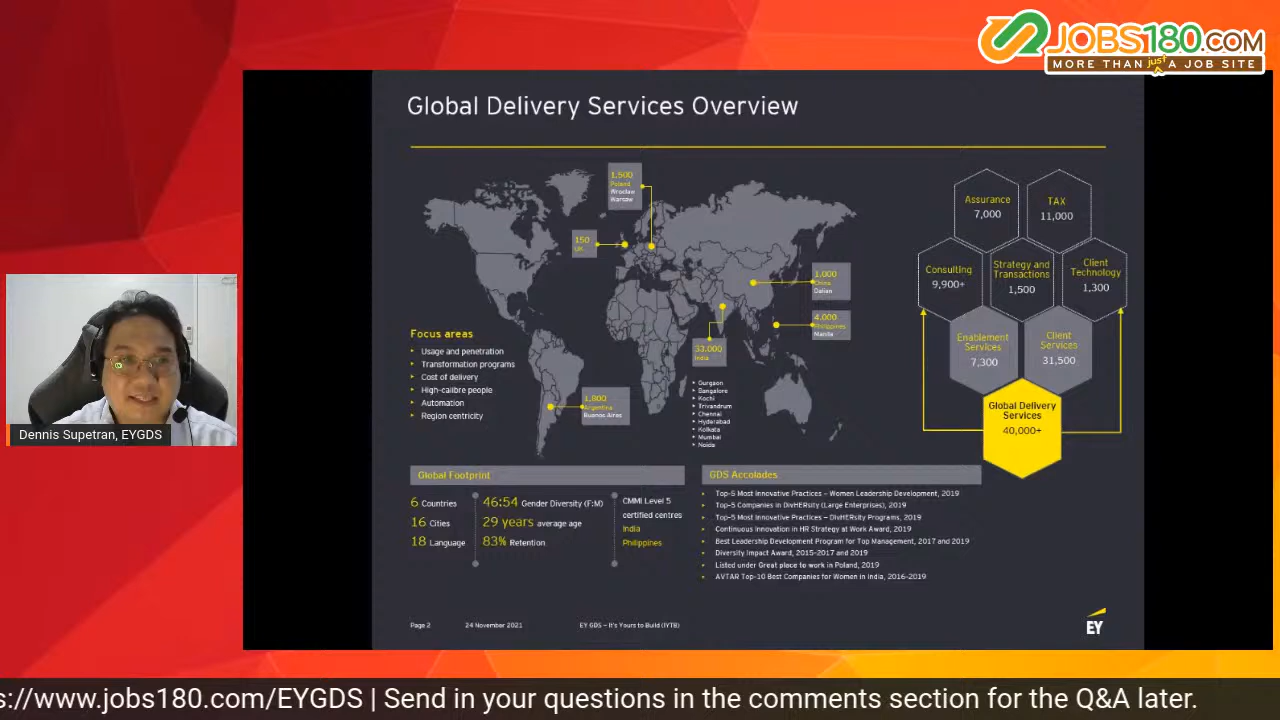 JOBS180.COM
MORE THAN just A JOB SITE
Global Delivery Services Overview
1,500
Poland
Wroclaw
Warsaw
150
UK
1,000
China
Dalian
4,000
Philippines
Manila
33,000
India
Gurgaon
Bangalore
Kochi
Trivandrum
Chennai
Hyderabad
Kolkata
Mumbai
Noida
1,800
Argentina
Buenos Aires
Focus areas
Usage and penetration
Transformation programs
Cost of delivery
High-calibre people
Automation
Region centricity
Assurance
7,000
TAX
11,000
Consulting
9,900+
Strategy and
Transactions
1,500
Client
Technology
1,300
Enablement
Services
7,300
Client
Services
31,500
Global Delivery
Services
40,000+
Dennis Supetran, EYGDS
Global Footprint
6 Countries
16 Cities
18 Language
46:54 Gender Diversity (F:M)
29 years average age
83% Retention
CMMI Level 5
certified centres
India
Philippines
GDS Accolades
Top-5 Most Innovative Practices – Women Leadership Development, 2019
Top-5 Companies in DivHERsity (Large Enterprises), 2019
Top-5 Most Innovative Practices – DivHERsity Programs, 2019
Continuous Innovation in HR Strategy at Work Award, 2019
Best Leadership Development Program for Top Management, 2017 and 2019
Diversity Impact Award, 2015-2017 and 2019
Listed under Great place to work in Poland, 2019
AVTAR Top-10 Best Companies for Women in India, 2016-2019
Page 2
24 November 2021
EY GDS – It's Yours to Build (IYTB)
EY
s://www.jobs180.com/EYGDS | Send in your questions in the comments section for the Q&A later.